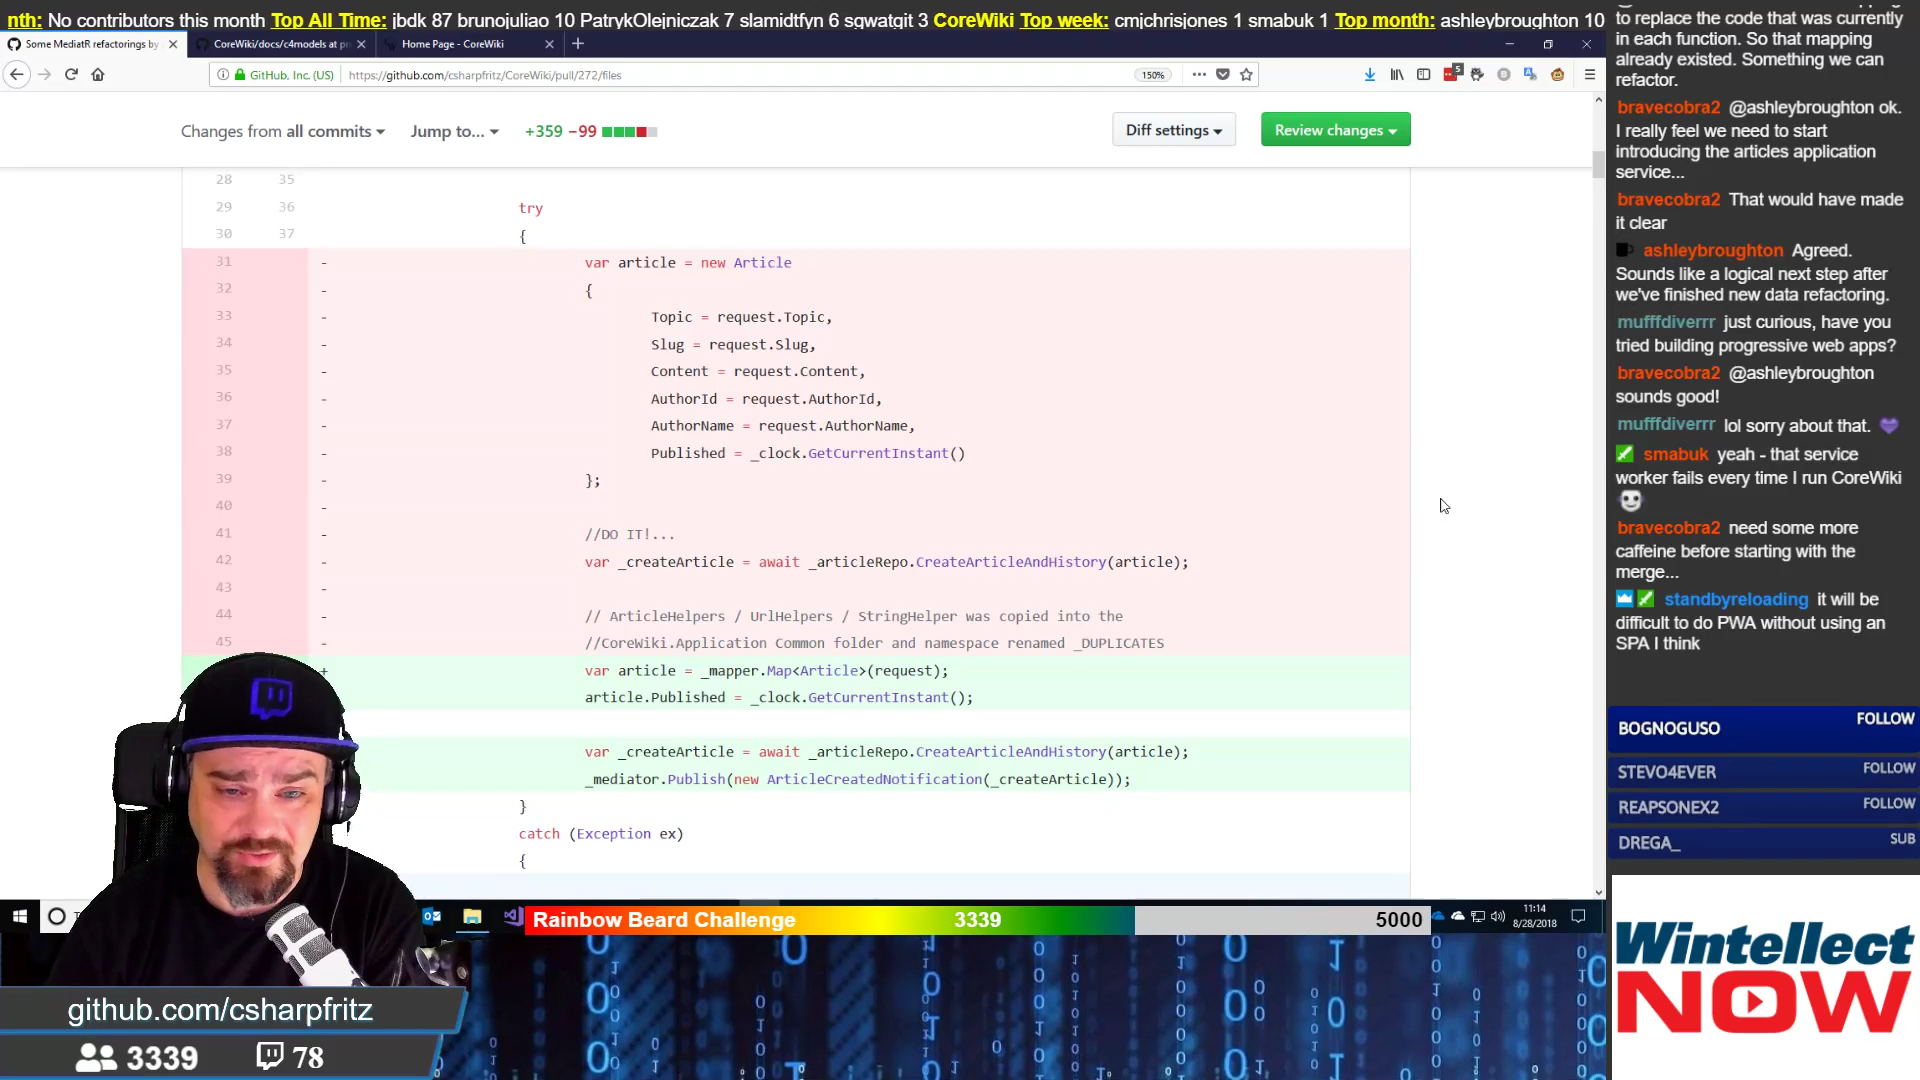 nth: No contributors this month Top All Time: jbdk 87 brunojuliao 10 PatrykOlejniczak 7 slamidtfyn 6 sgwatgit 3 CoreWiki Top week: cmjchrisjones 1 smabuk 1 Top month: ashleybroughton 10
Some MediatR refactorings by
CoreWiki/docs/c4models at pr
Home Page - CoreWiki
GitHub, Inc. (US)
https://github.com/csharpfritz/CoreWiki/pull/272/files
150%
5
Changes from all commits
Jump to...
+359 −99
Diff settings
Review changes
28 35
29 36 try
30 37 {
31 - var article = new Article
32 - {
33 - Topic = request.Topic,
34 - Slug = request.Slug,
35 - Content = request.Content,
36 - AuthorId = request.AuthorId,
37 - AuthorName = request.AuthorName,
38 - Published = _clock.GetCurrentInstant()
39 - };
40 -
41 - //DO IT!...
42 - var _createArticle = await _articleRepo.CreateArticleAndHistory(article);
43 -
44 - // ArticleHelpers / UrlHelpers / StringHelper was copied into the
45 - //CoreWiki.Application Common folder and namespace renamed _DUPLICATES
+ var article = _mapper.Map<Article>(request);
article.Published = _clock.GetCurrentInstant();
var _createArticle = await _articleRepo.CreateArticleAndHistory(article);
_mediator.Publish(new ArticleCreatedNotification(_createArticle));
}
catch (Exception ex)
{
to replace the code that was currently
in each function. So that mapping
already existed. Something we can
refactor.
bravecobra2 @ashleybroughton ok.
I really feel we need to start
introducing the articles application
service...
bravecobra2 That would have made
it clear
ashleybroughton Agreed.
Sounds like a logical next step after
we've finished new data refactoring.
mufffdiverrr just curious, have you
tried building progressive web apps?
bravecobra2 @ashleybroughton
sounds good!
mufffdiverrr lol sorry about that.
smabuk yeah - that service
worker fails every time I run CoreWiki
bravecobra2 need some more
caffeine before starting with the
merge...
standbyreloading it will be
difficult to do PWA without using an
SPA I think
BOGNOGUSO FOLLOW
STEVO4EVER FOLLOW
REAPSONEX2 FOLLOW
DREGA_ SUB
Wintellect
NOW
Rainbow Beard Challenge 3339 5000
11:14
8/28/2018
github.com/csharpfritz
3339 78